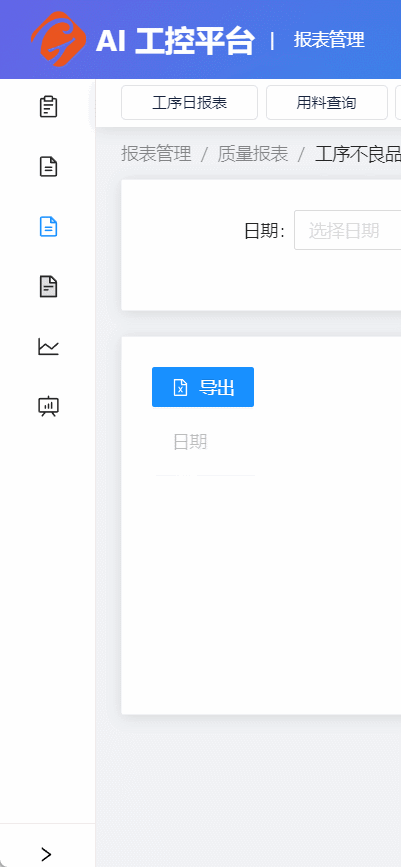 AI 工控平台 | 报表管理
工序日报表 用料查询
报表管理 / 质量报表 / 工序不良品
日期: 选择日期
导出
日期